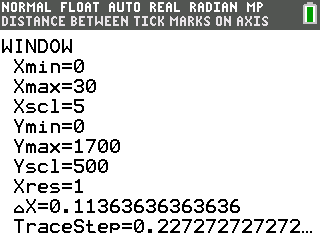 NORMAL FLOAT AUTO REAL RADIAN MP
DISTANCE BETWEEN TICK MARKS ON AXIS
WINDOW
Xmin=0
Xmax=30
Xscl=5
Ymin=0
Ymax=1700
Yscl=500
Xres=1
△X=0.11363636363636
TraceStep=0.227272727272…